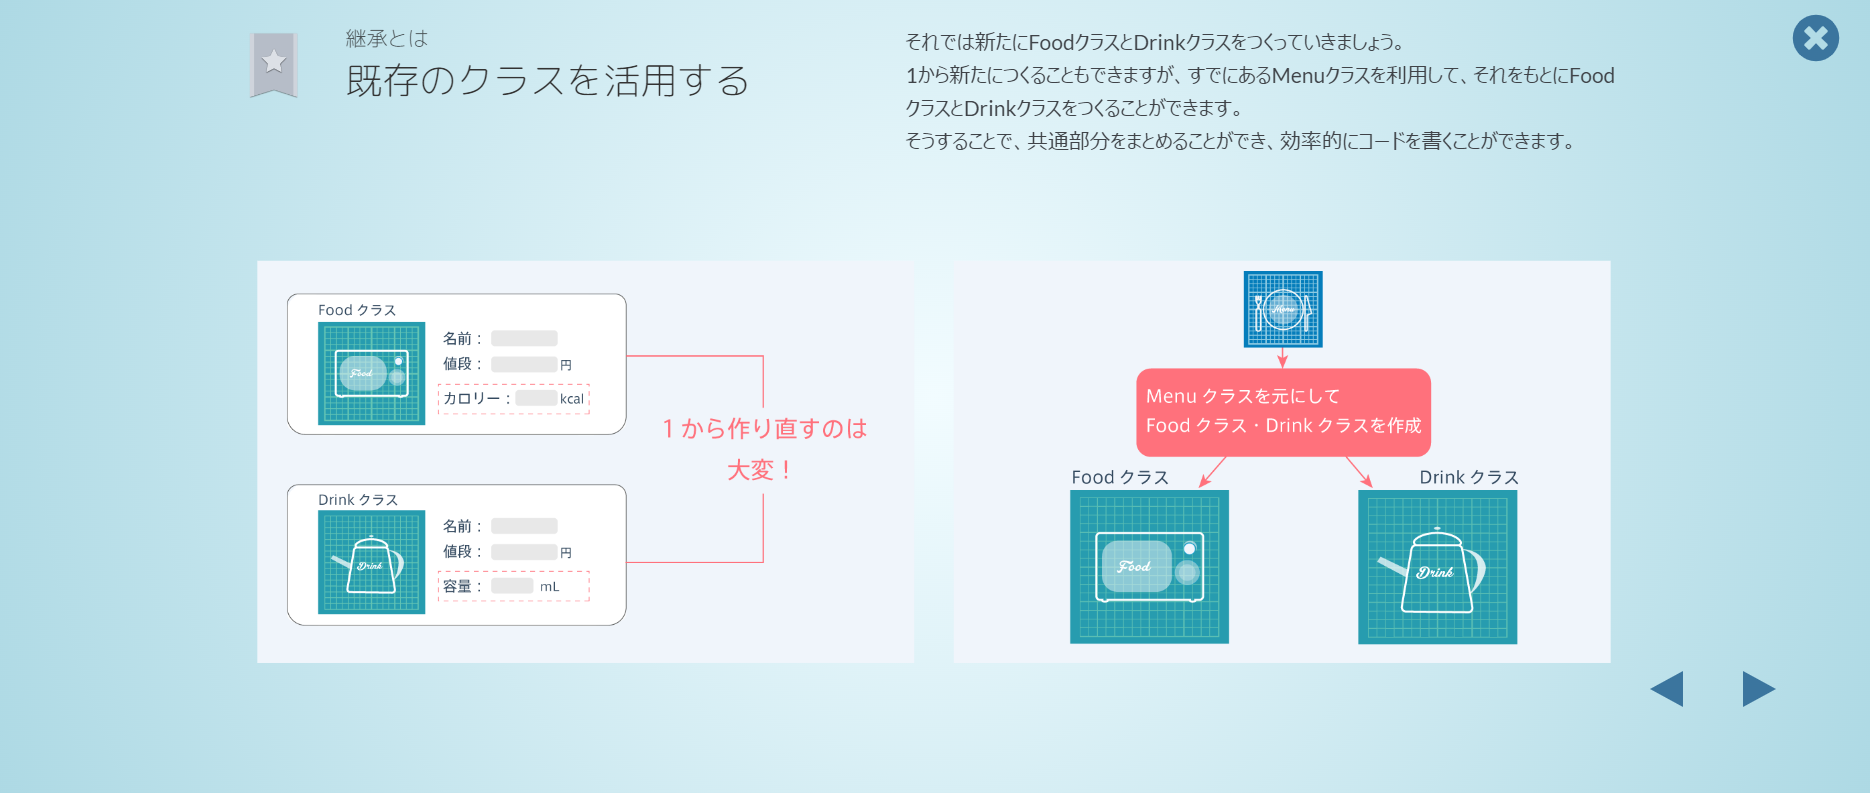 継承とは
既存のクラスを活用する
それでは新たにFoodクラスとDrinkクラスをつくっていきましょう。
1から新たにつくることもできますが、すでにあるMenuクラスを利用して、それをもとにFood
クラスとDrinkクラスをつくることができます。
そうすることで、共通部分をまとめることができ、効率的にコードを書くことができます。
Food クラス
Food
名前：
値段： 円
カロリー： kcal
Drink クラス
Drink
名前：
値段： 円
容量： mL
1 から作り直すのは
大変！
Menu
Menu クラスを元にして
Food クラス・Drink クラスを作成
Food クラス
Food
Drink クラス
Drink